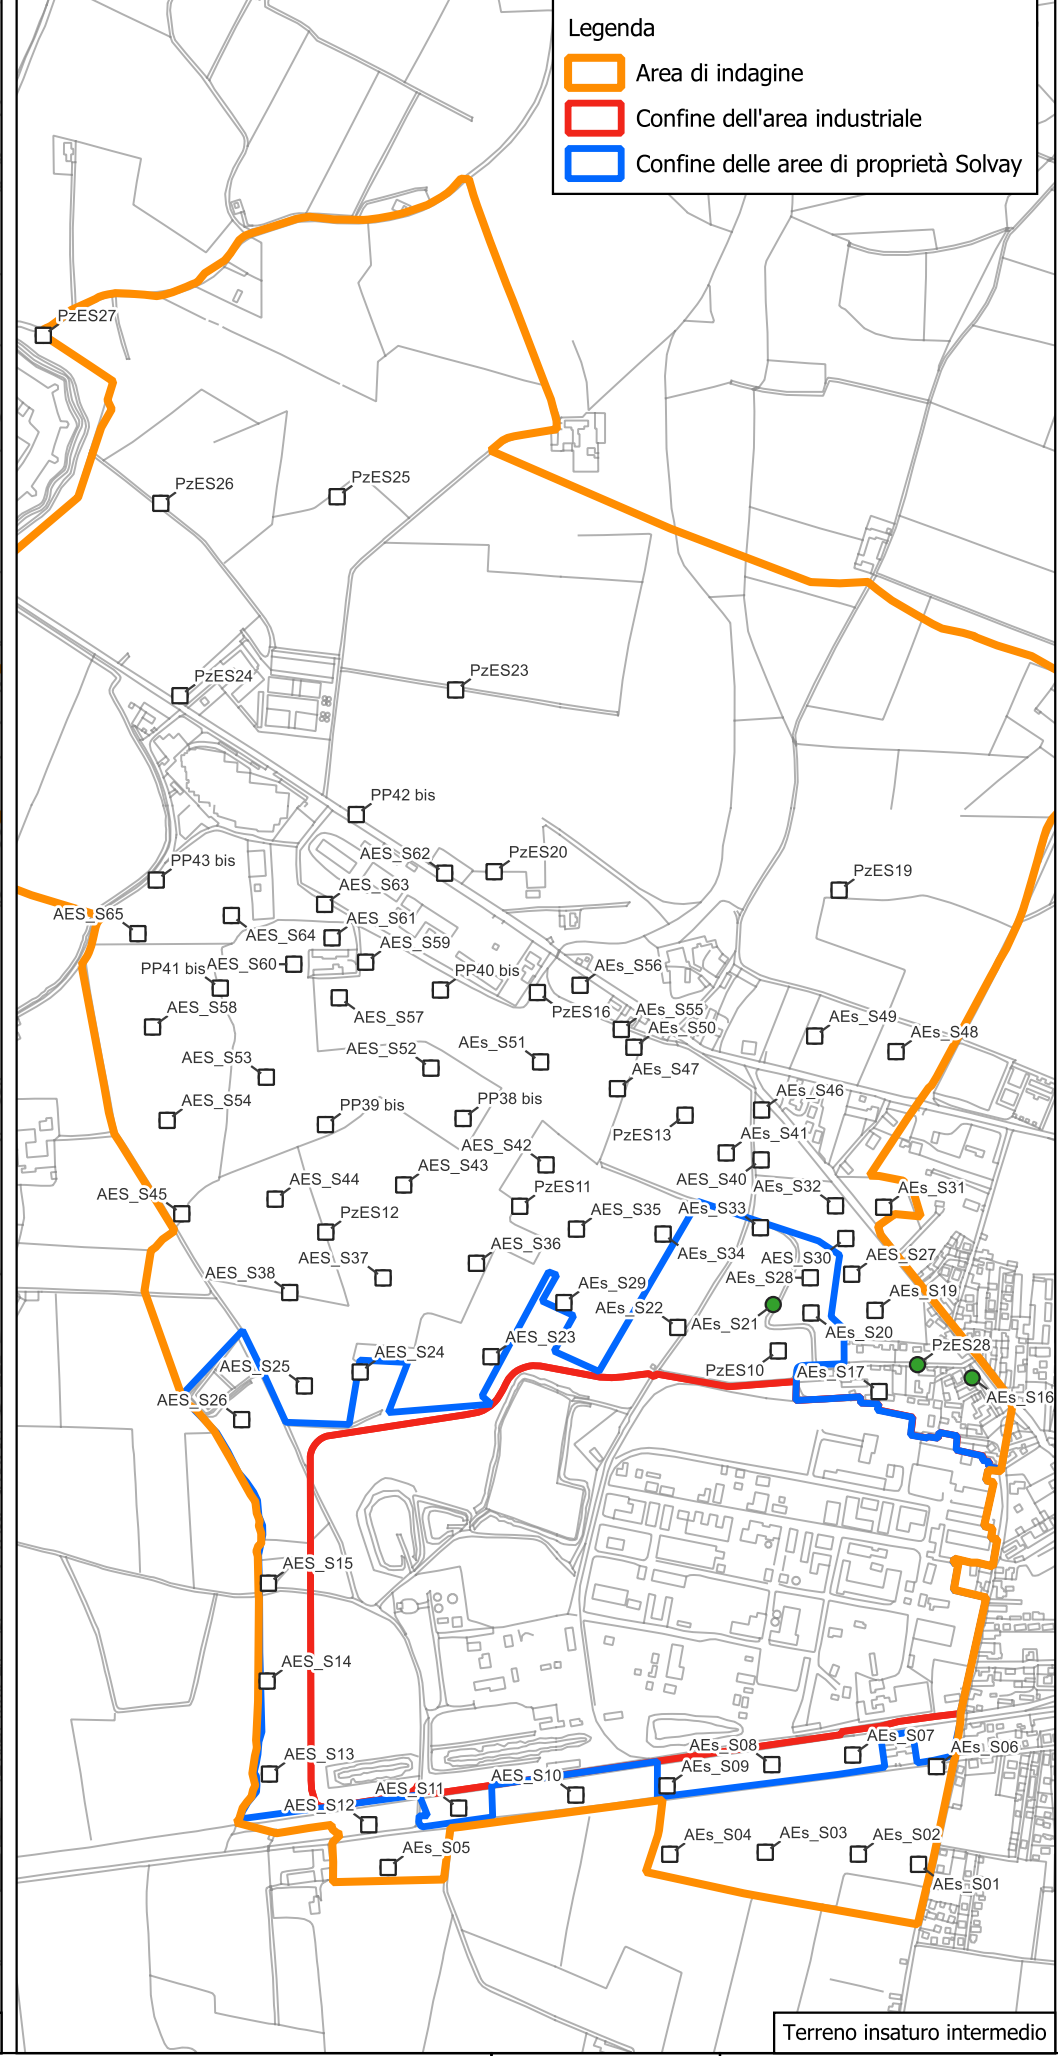 Legenda
Area di indagine
Confine dell'area industriale
Confine delle aree di proprietà Solvay
PzES27
PzES26
PzES25
PzES24
PzES23
PP42 bis
AES_S62
PzES20
PP43 bis
PzES19
AES_S63
AES_S65
AES_S61
AES_S64
AES_S59
PP41 bis
AES_S60
PP40 bis
AEs_S56
AES_S58
AES_S57
PzES16
AEs_S55
AEs_S50
AEs_S49
AEs_S48
AES_S53
AES_S52
AEs_S51
AEs_S47
AES_S54
PP39 bis
PP38 bis
AEs_S46
PzES13
AEs_S41
AES_S42
AES_S44
AES_S43
AES_S40
AES_S45
PzES11
AEs_S32
AEs_S31
PzES12
AES_S35
AEs_S33
AES_S37
AES_S36
AEs_S34
AES_S30
AEs_S27
AES_S38
AEs_S29
AEs_S28
AEs_S19
AEs_S22
AEs_S21
AEs_S20
AES_S23
PzES28
AES_S25
AES_S24
PzES10
AEs_S17
AES_S26
AEs_S16
AES_S15
AES_S14
AES_S13
AEs_S08
AEs_S07
AEs_S06
AES_S11
AES_S10
AEs_S09
AES_S12
AEs_S05
AEs_S04
AEs_S03
AEs_S02
AEs_S01
Terreno insaturo intermedio